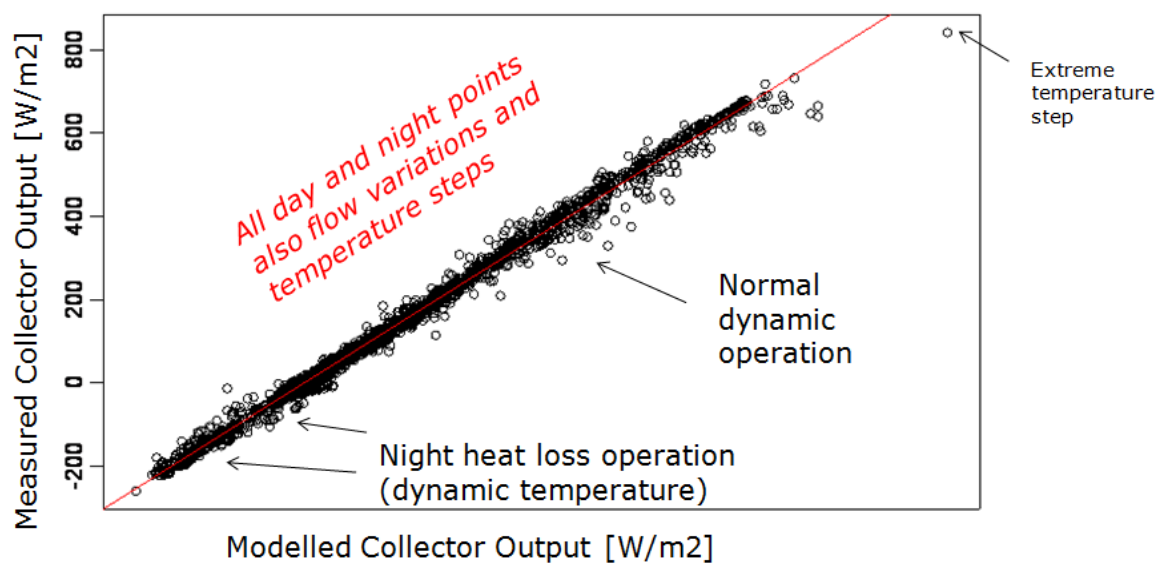 Measured Collector Output [W/m2]
800
600
400
200
0
-200
All day and night points
also flow variations and
temperature steps
Extreme
temperature
step
Normal
dynamic
operation
Night heat loss operation
(dynamic temperature)
Modelled Collector Output [W/m2]